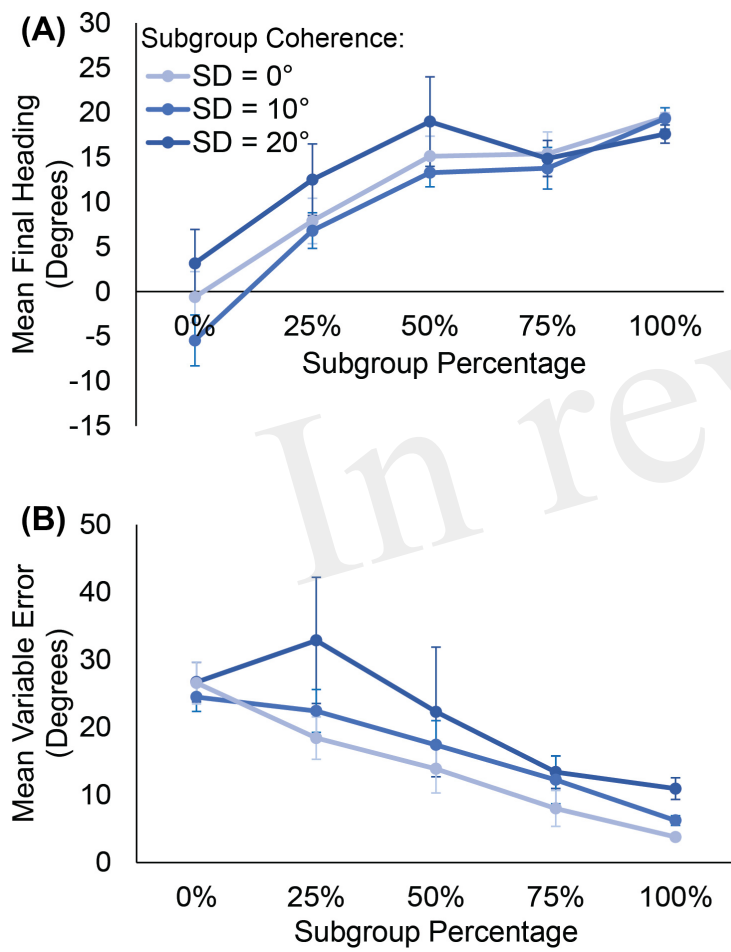 (A)
Subgroup Coherence:
SD = 0°
SD = 10°
SD = 20°
Mean Final Heading
(Degrees)
30
25
20
15
10
5
0
-5
-10
-15
0% 25% 50% 75% 100%
Subgroup Percentage
In rev
(B)
Mean Variable Error
(Degrees)
50
40
30
20
10
0
0% 25% 50% 75% 100%
Subgroup Percentage